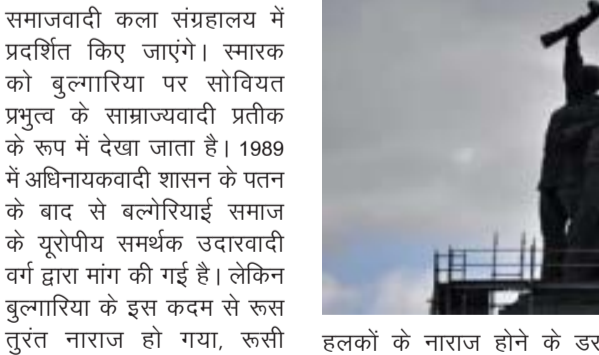 समाजवादी कला संग्रहालय में
प्रदर्शित किए जाएंगे। स्मारक
को बुल्गारिया पर सोवियत
प्रभुत्व के साम्राज्यवादी प्रतीक
के रूप में देखा जाता है। 1989
में अधिनायकवादी शासन के पतन
के बाद से बल्गेरियाई समाज
के यूरोपीय समर्थक उदारवादी
वर्ग द्वारा मांग की गई है। लेकिन
बुल्गारिया के इस कदम से रूस
तुरंत नाराज हो गया, रूसी
हलकों के नाराज होने के डर